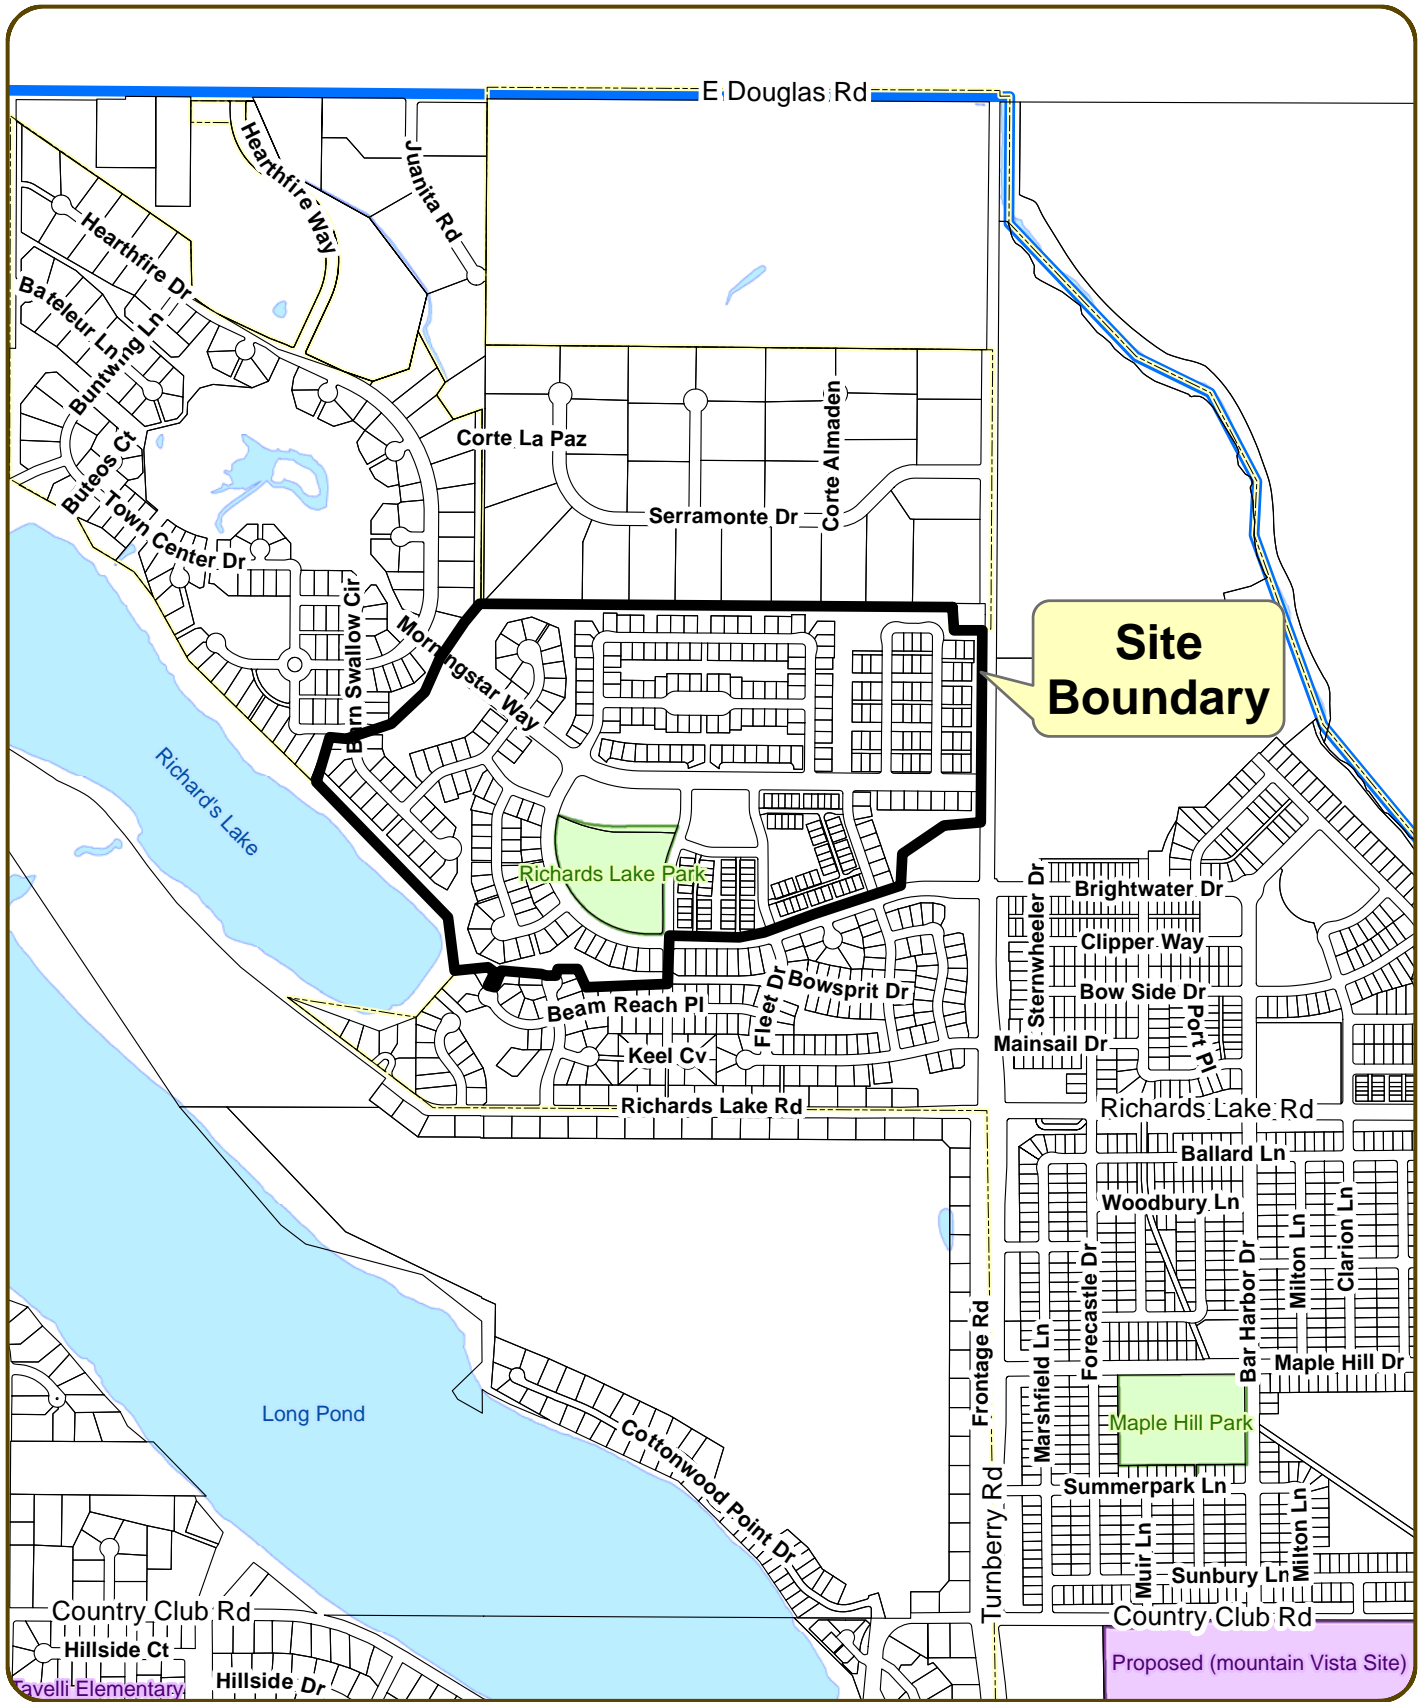 E Douglas Rd
Hearthfire Way
Juanita Rd
Hearthfire Dr
Bateleur Ln
Buntwing Ln
Corte La Paz
Corte Almaden
Buteos Ct
Town Center Dr
Serramonte Dr
Barn Swallow Cir
Morningstar Way
Site
Boundary
Richard's Lake
Richards Lake Park
Sternwheeler Dr
Brightwater Dr
Clipper Way
Bowsprit Dr
Bow Side Dr
Fleet Dr
Beam Reach Pl
Port Pl
Mainsail Dr
Keel Cv
Richards Lake Rd
Richards Lake Rd
Ballard Ln
Woodbury Ln
Milton Ln
Clarion Ln
Forecastle Dr
Bar Harbor Dr
Frontage Rd
Marshfield Ln
Maple Hill Dr
Long Pond
Maple Hill Park
Cottonwood Point Dr
Summerpark Ln
Turnberry Rd
Muir Ln
Milton Ln
Sunbury Ln
Country Club Rd
Country Club Rd
Hillside Ct
Proposed (mountain Vista Site)
Hillside Dr
Tavelli Elementary